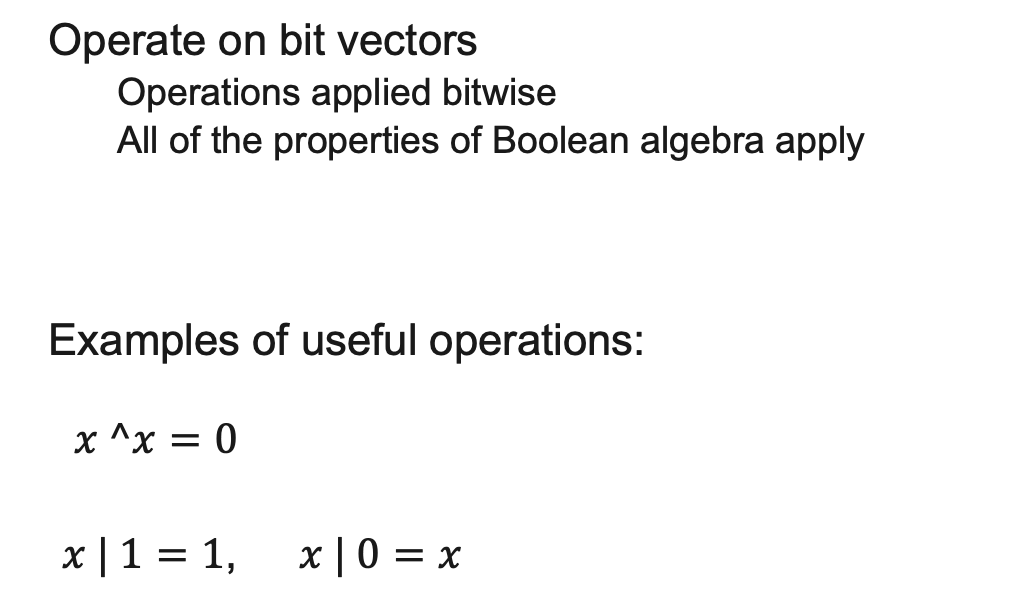 Operate on bit vectors
Operations applied bitwise
All of the properties of Boolean algebra apply
Examples of useful operations:
x ^x = 0
x | 1 = 1, x | 0 = x